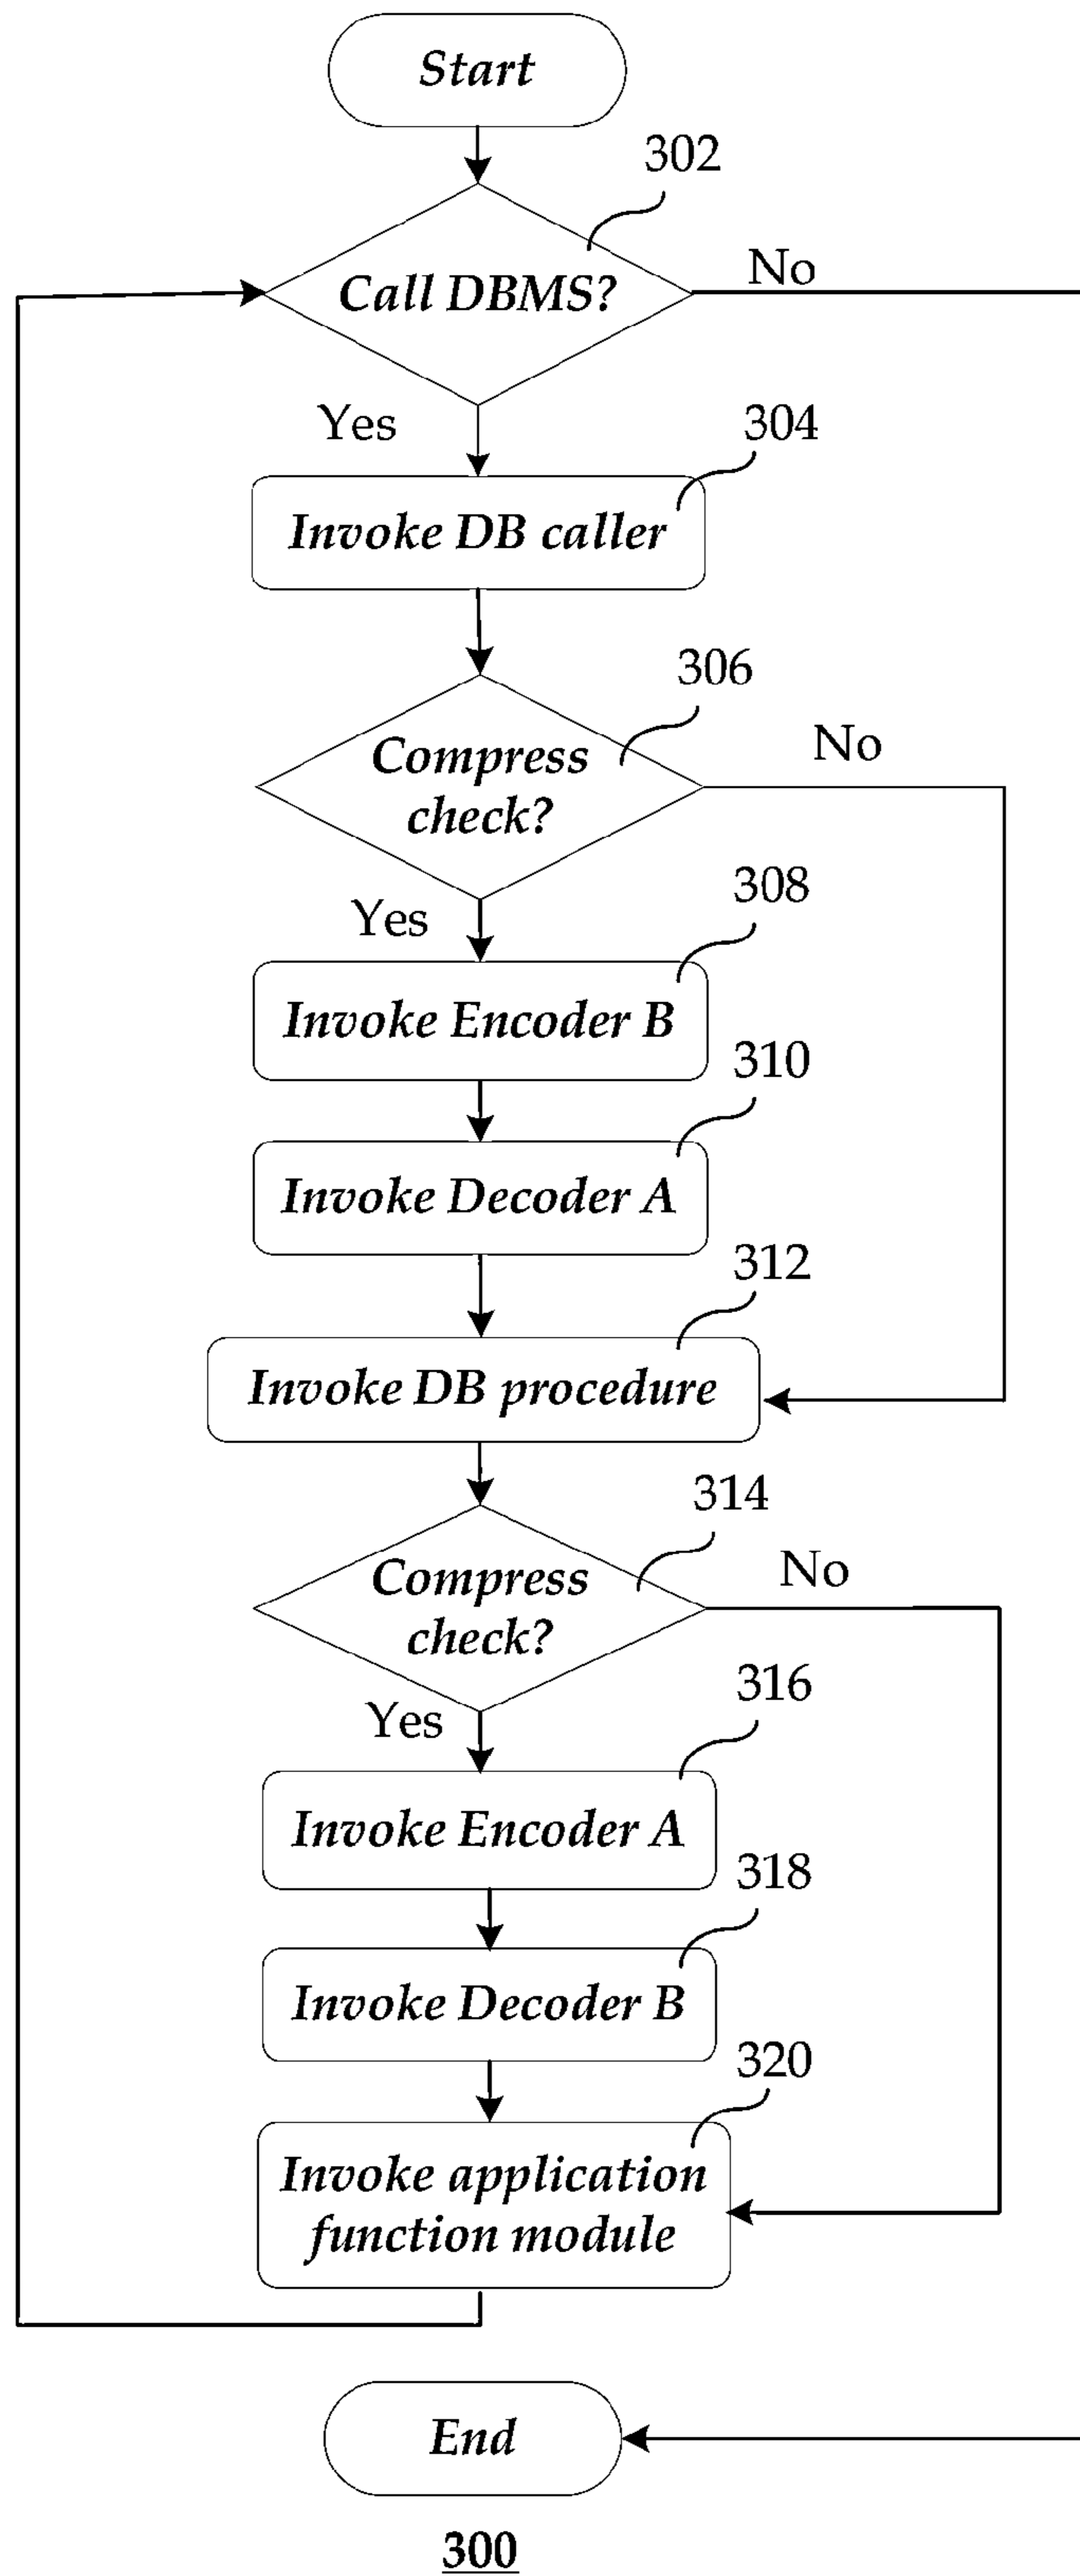 Start
302
Call DBMS?
No
Yes
304
Invoke DB caller
306
Compress
check?
No
Yes
308
Invoke Encoder B
310
Invoke Decoder A
312
Invoke DB procedure
314
Compress
check?
No
Yes
316
Invoke Encoder A
318
Invoke Decoder B
320
Invoke application
function module
End
300